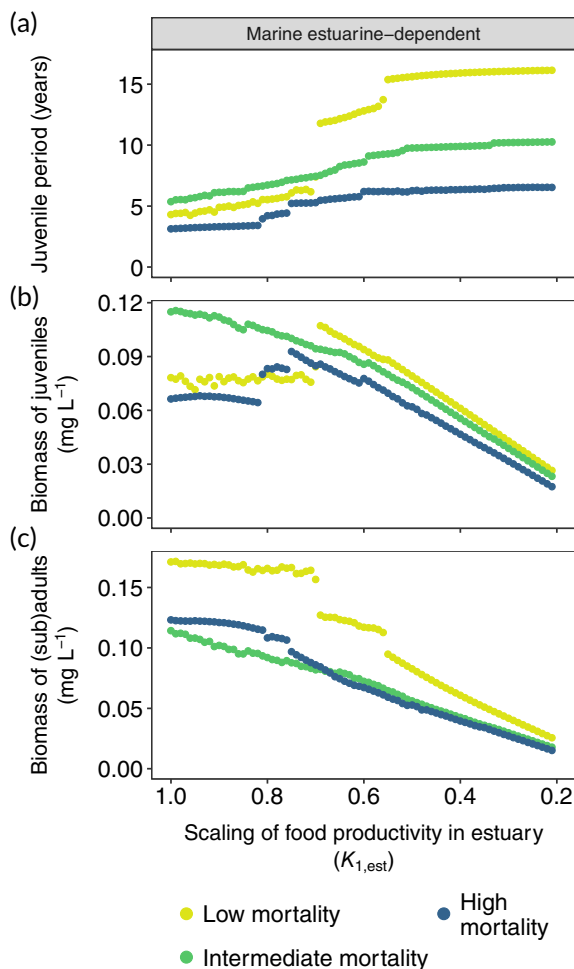 (a)
Marine estuarine–dependent
Juvenile period (years)
15
10
5
0
(b)
Biomass of juveniles
(mg L⁻¹)
0.12
0.09
0.06
0.03
0.00
(c)
Biomass of (sub)adults
(mg L⁻¹)
0.15
0.10
0.05
0.00
1.0 0.8 0.6 0.4 0.2
Scaling of food productivity in estuary
(K₁,est)
Low mortality
High
mortality
Intermediate mortality